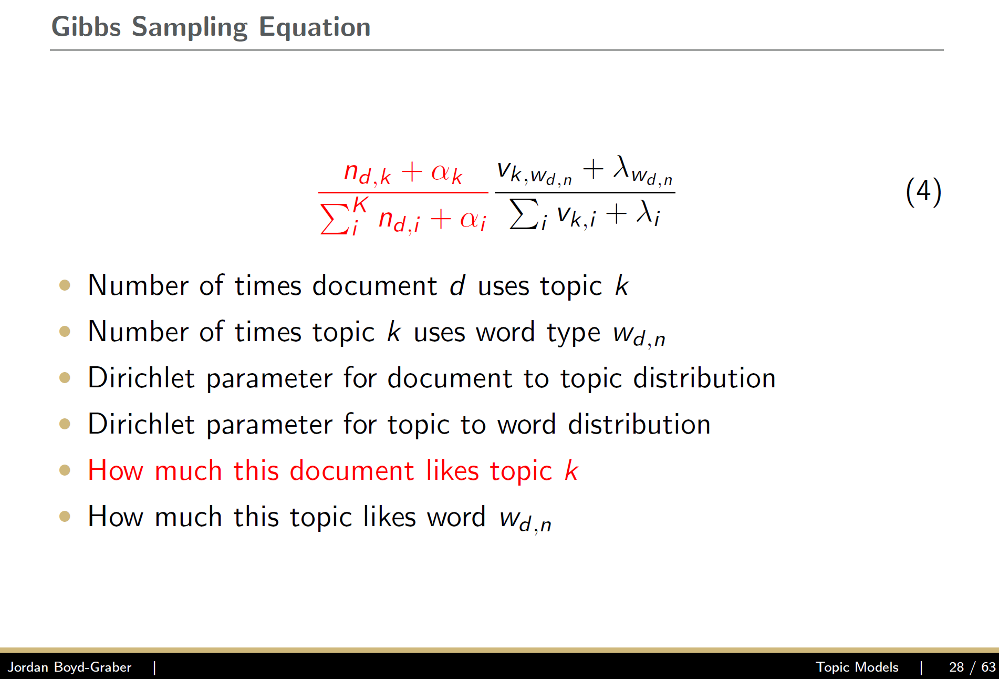 Gibbs Sampling Equation
\frac{n_{d,k} + \alpha_k}{\sum_i^K n_{d,i} + \alpha_i} \frac{v_{k,w_{d,n}} + \lambda_{w_{d,n}}}{\sum_i v_{k,i} + \lambda_i} (4)
• Number of times document d uses topic k
• Number of times topic k uses word type w_{d,n}
• Dirichlet parameter for document to topic distribution
• Dirichlet parameter for topic to word distribution
• How much this document likes topic k
• How much this topic likes word w_{d,n}
Jordan Boyd-Graber | Topic Models | 28 / 63